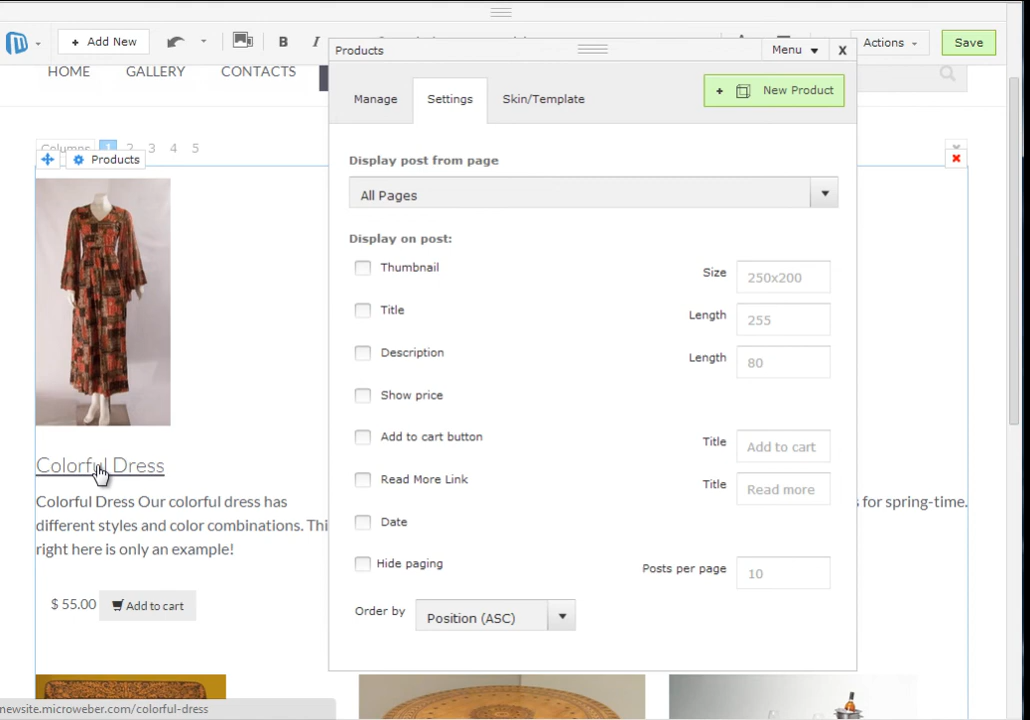 + Add New
B
I
Actions
Save
HOME
GALLERY
CONTACTS
Products
Menu
X
Manage
Settings
Skin/Template
+ New Product
Columns 1 2 3 4 5
Products
Display post from page
All Pages
Display on post:
Thumbnail
Size
250x200
Title
Length
255
Description
Length
80
Show price
Add to cart button
Title
Add to cart
Read More Link
Title
Read more
Date
Hide paging
Posts per page
10
Order by
Position (ASC)
Colorful Dress
Colorful Dress Our colorful dress has
for spring-time.
different styles and color combinations. Thi
right here is only an example!
$ 55.00
Add to cart
newsite.microweber.com/colorful-dress